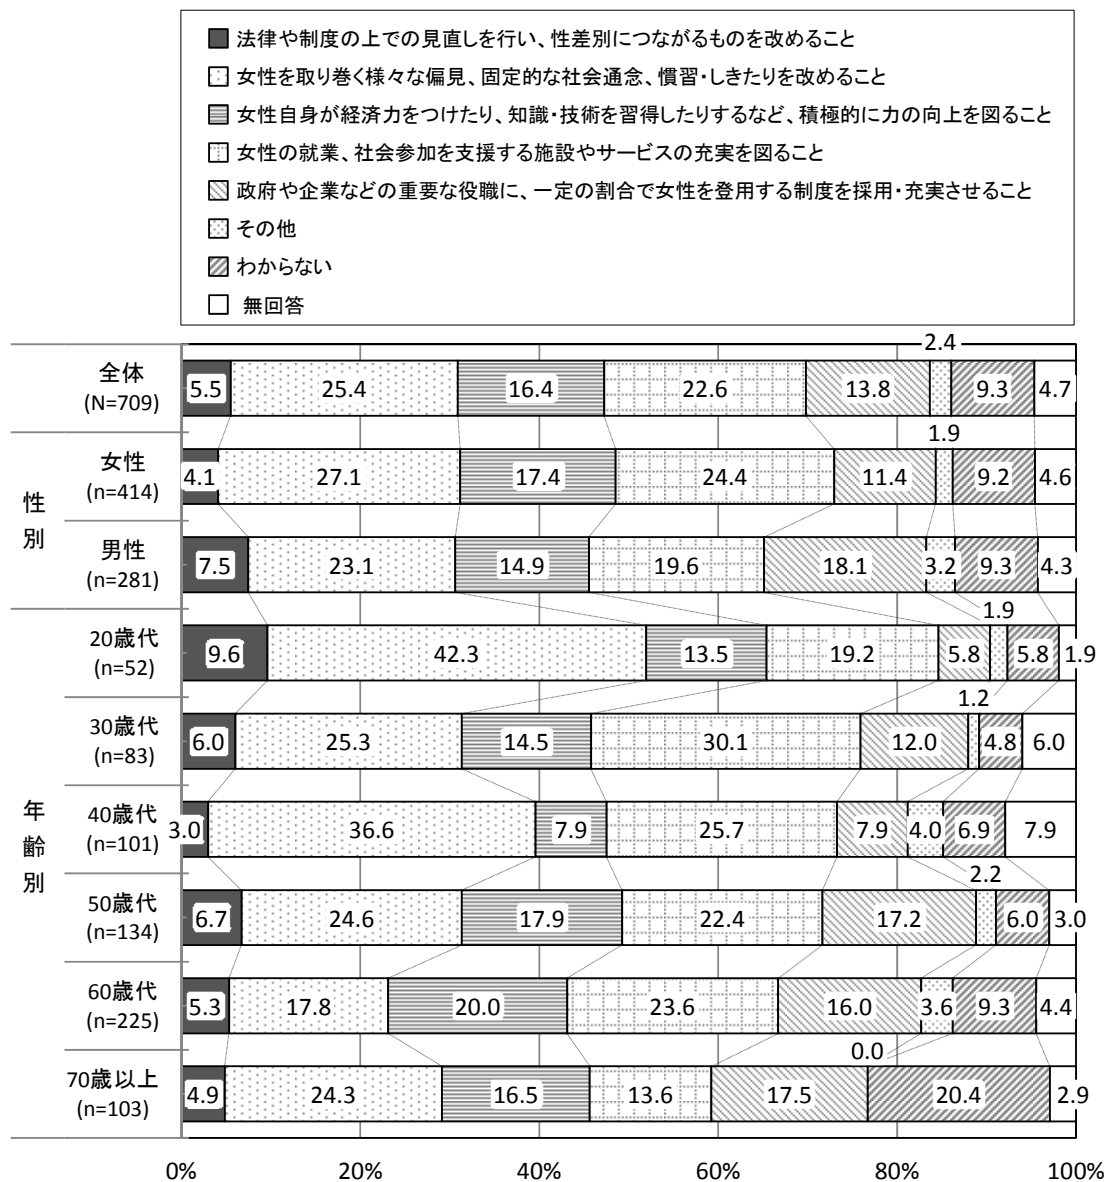 法律や制度の上での見直しを行い、性差別につながるものを改めること
女性を取り巻く様々な偏見、固定的な社会通念、慣習・しきたりを改めること
女性自身が経済力をつけたり、知識・技術を習得したりするなど、積極的に力の向上を図ること
女性の就業、社会参加を支援する施設やサービスの充実を図ること
政府や企業などの重要な役職に、一定の割合で女性を登用する制度を採用・充実させること
その他
わからない
無回答
全体
(N=709)
5.5 25.4 16.4 22.6 13.8 2.4 9.3 4.7
性別
女性
(n=414)
4.1 27.1 17.4 24.4 11.4 1.9 9.2 4.6
男性
(n=281)
7.5 23.1 14.9 19.6 18.1 3.2 9.3 4.3
年齢別
20歳代
(n=52)
9.6 42.3 13.5 19.2 5.8 1.9 5.8 1.9
30歳代
(n=83)
6.0 25.3 14.5 30.1 12.0 1.2 4.8 6.0
40歳代
(n=101)
3.0 36.6 7.9 25.7 7.9 4.0 6.9 7.9
50歳代
(n=134)
6.7 24.6 17.9 22.4 17.2 2.2 6.0 3.0
60歳代
(n=225)
5.3 17.8 20.0 23.6 16.0 3.6 9.3 4.4
70歳以上
(n=103)
4.9 24.3 16.5 13.6 17.5 0.0 20.4 2.9
0% 20% 40% 60% 80% 100%